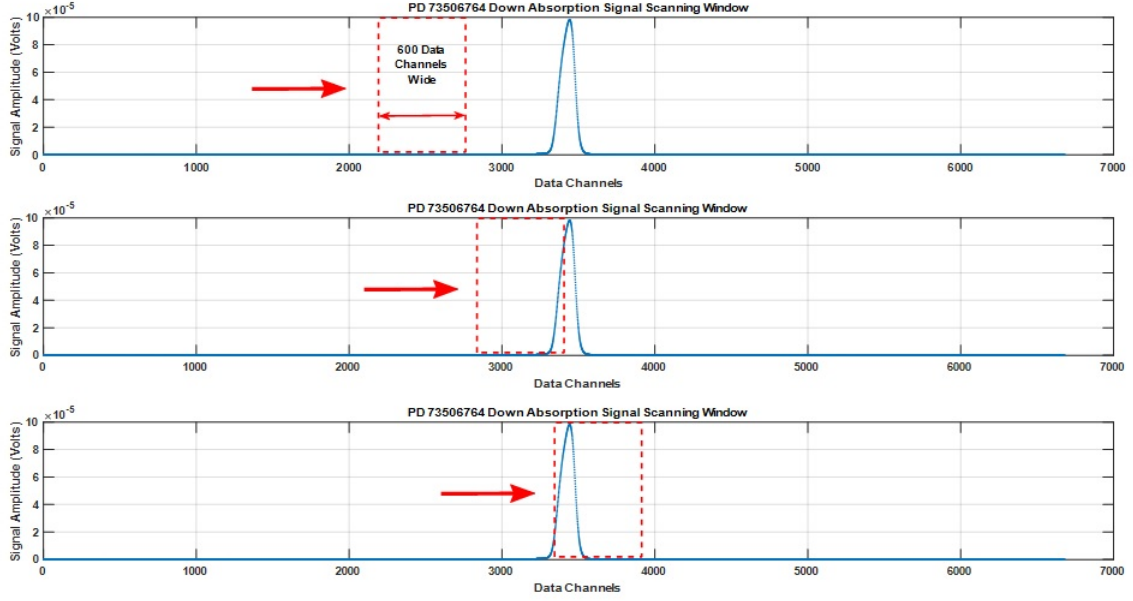 PD 73506764 Down Absorption Signal Scanning Window
×10-5
Signal Amplitude (Volts)
10
8
6
4
2
0
600 Data
Channels
Wide
0 1000 2000 3000 4000 5000 6000 7000
Data Channels
PD 73506764 Down Absorption Signal Scanning Window
×10-5
Signal Amplitude (Volts)
10
8
6
4
2
0
0 1000 2000 3000 4000 5000 6000 7000
Data Channels
PD 73506764 Down Absorption Signal Scanning Window
×10-5
Signal Amplitude (Volts)
10
8
6
4
2
0
0 1000 2000 3000 4000 5000 6000 7000
Data Channels